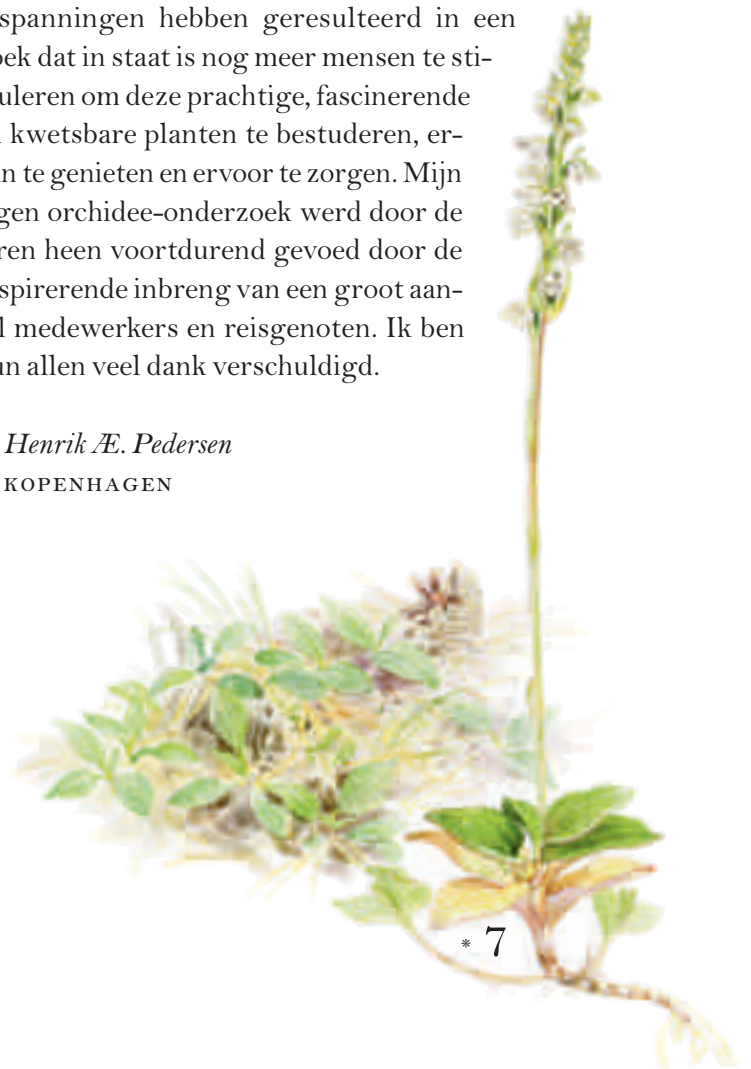 spanningen hebben geresulteerd in een
oek dat in staat is nog meer mensen te sti-
uleren om deze prachtige, fascinerende
kwetsbare planten te bestuderen, er-
n te genieten en ervoor te zorgen. Mijn
gen orchidee-onderzoek werd door de
ren heen voortdurend gevoed door de
spirerende inbreng van een groot aan-
l medewerkers en reisgenoten. Ik ben
un allen veel dank verschuldigd.
Henrik Æ. Pedersen
KOPENHAGEN
* 7